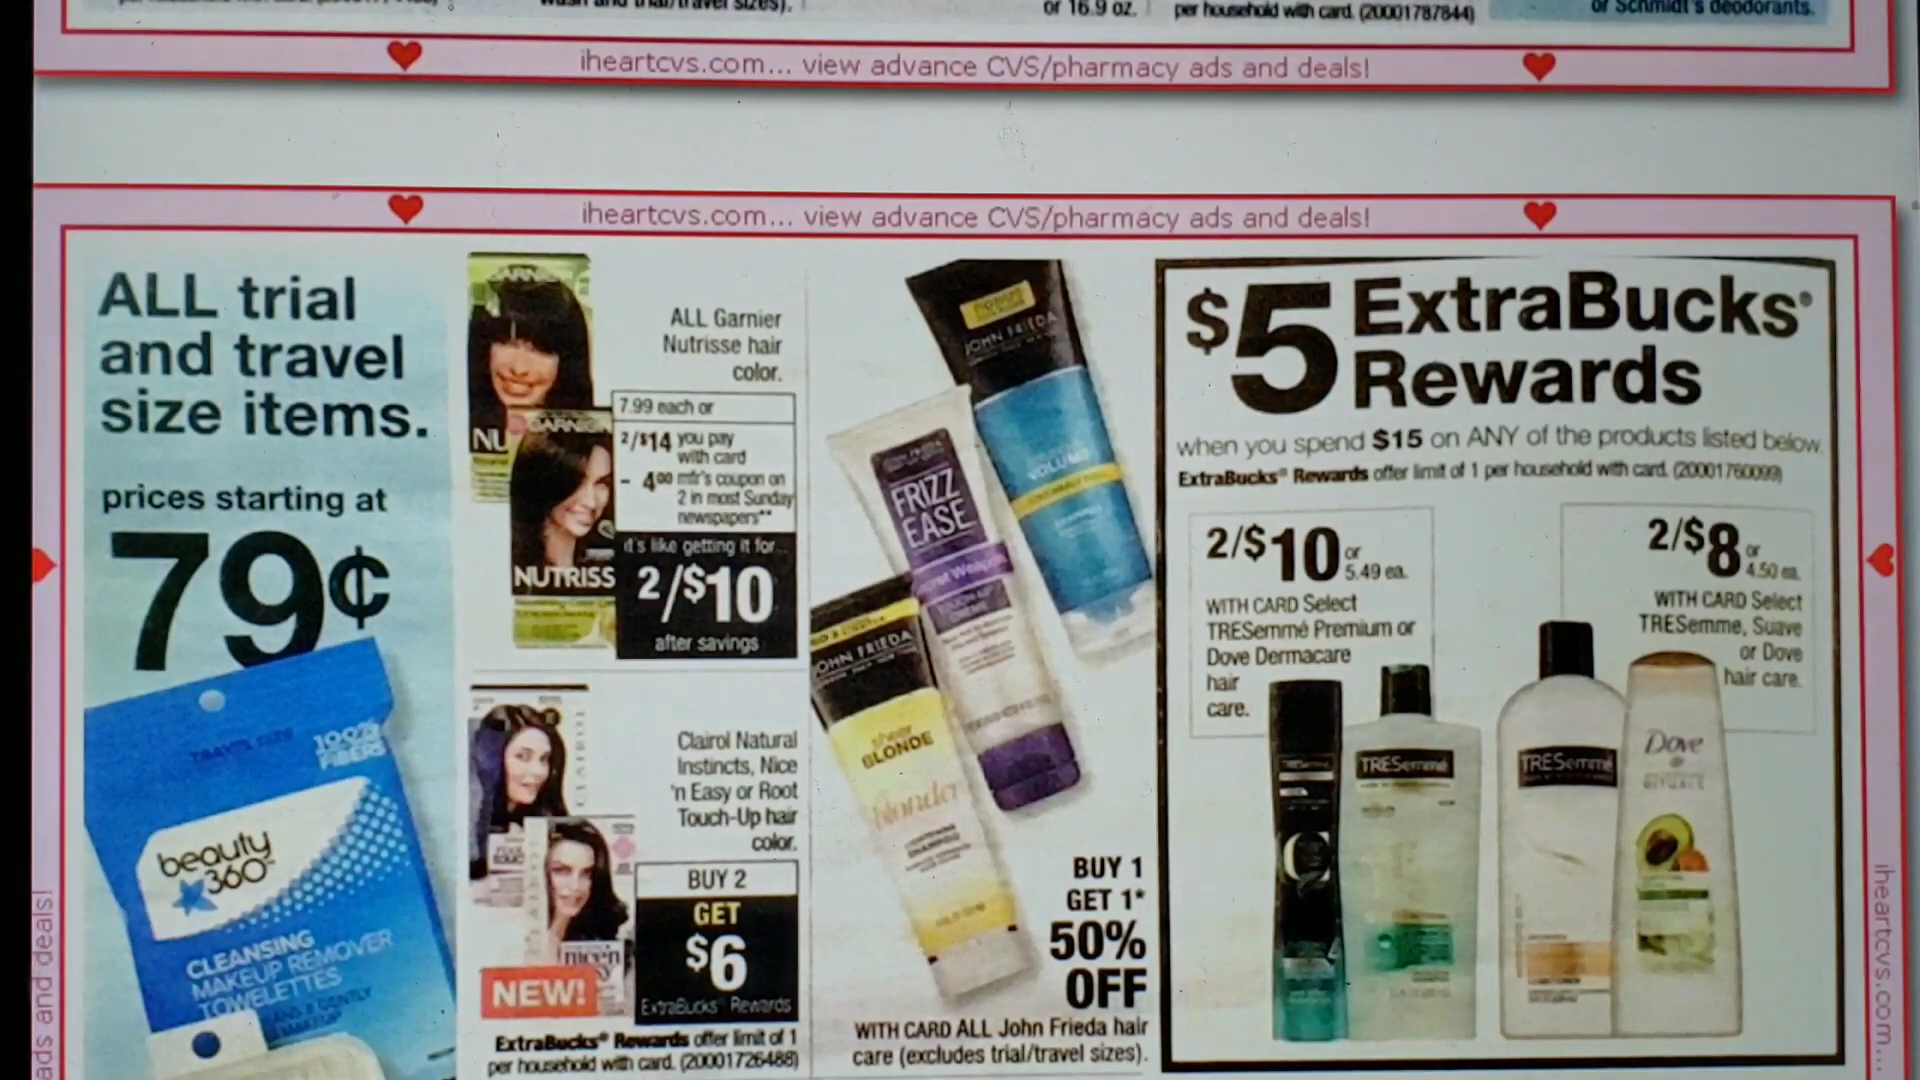 or 16.9 oz.
per household with card. (20001787844)
or Schmidt's deodorants.
iheartcvs.com... view advance CVS/pharmacy ads and deals!
iheartcvs.com... view advance CVS/pharmacy ads and deals!
ALL trial
and travel
size items.
prices starting at
79¢
TRAVEL SIZE
beauty
360
CLEANSING
MAKEUP REMOVER
TOWELETTES
ALL Garnier
Nutrisse hair
color.
7.99 each or
2/$14 you pay
with card
- 4.00 mfr's coupon on
2 in most Sunday
newspapers**
it's like getting it for...
2/$10
after savings
GARNIER
NUTRISS
Clairol Natural
Instincts, Nice
'n Easy or Root
Touch-Up hair
color.
BUY 2
GET
$6
ExtraBucks® Rewards
NEW!
ExtraBucks® Rewards offer limit of 1
per household with card. (20001726488)
JOHN FRIEDA
VOLUME
FRIZZ
EASE
JOHN FRIEDA
sheer
BLONDE
BUY 1
GET 1*
50%
OFF
WITH CARD ALL John Frieda hair
care (excludes trial/travel sizes).
$5 ExtraBucks®
Rewards
when you spend $15 on ANY of the products listed below.
ExtraBucks® Rewards offer limit of 1 per household with card. (20001760099)
2/$10 or
5.49 ea.
WITH CARD Select
TRESemmé Premium or
Dove Dermacare
hair
care.
2/$8 or
4.50 ea.
WITH CARD Select
TRESemme, Suave
or Dove
hair care.
TRESemmé
TRESemmé
Dove
ads and deals!
iheartcvs.com...